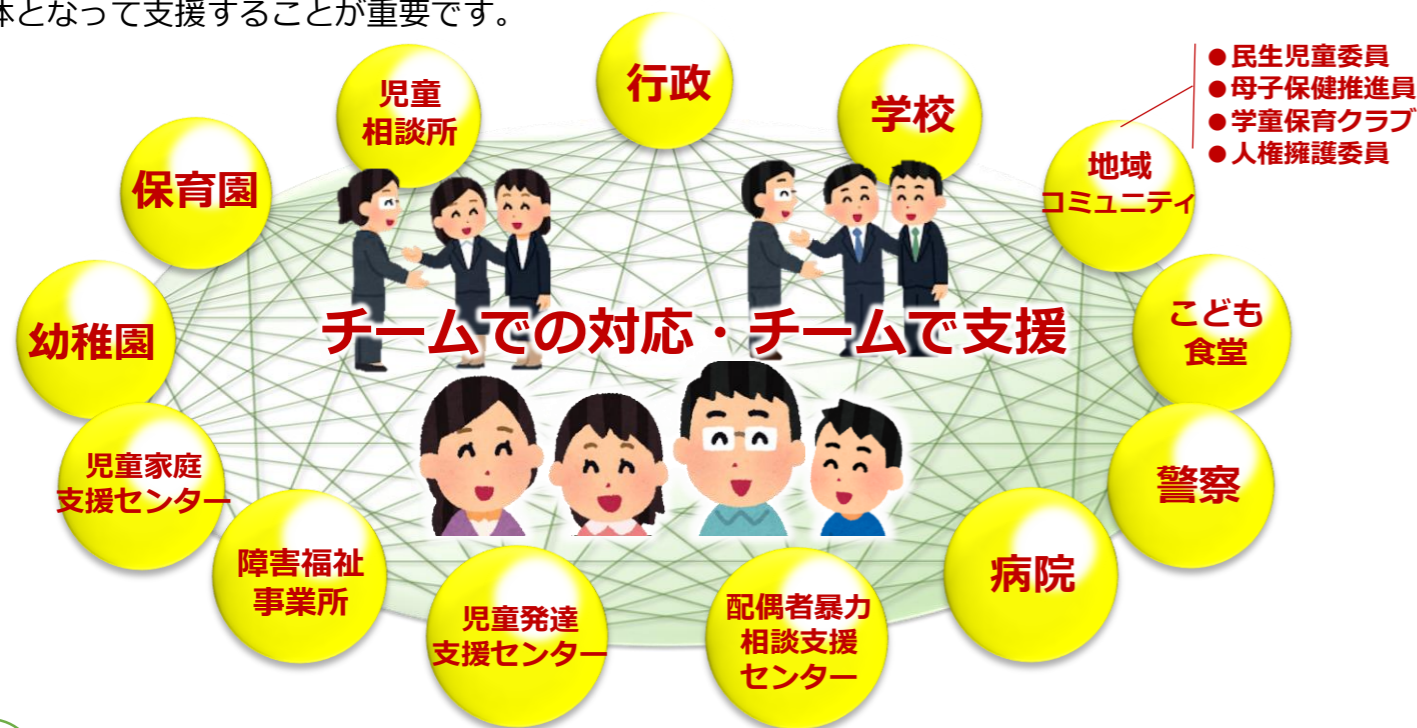 体となって支援することが重要です。
行政
児童
相談所
学校
●民生児童委員
●母子保健推進員
●学童保育クラブ
●人権擁護委員
地域
コミュニティ
保育園
こども
食堂
チームでの対応・チームで支援
幼稚園
警察
児童家庭
支援センター
病院
障害福祉
事業所
児童発達
支援センター
配偶者暴力
相談支援
センター